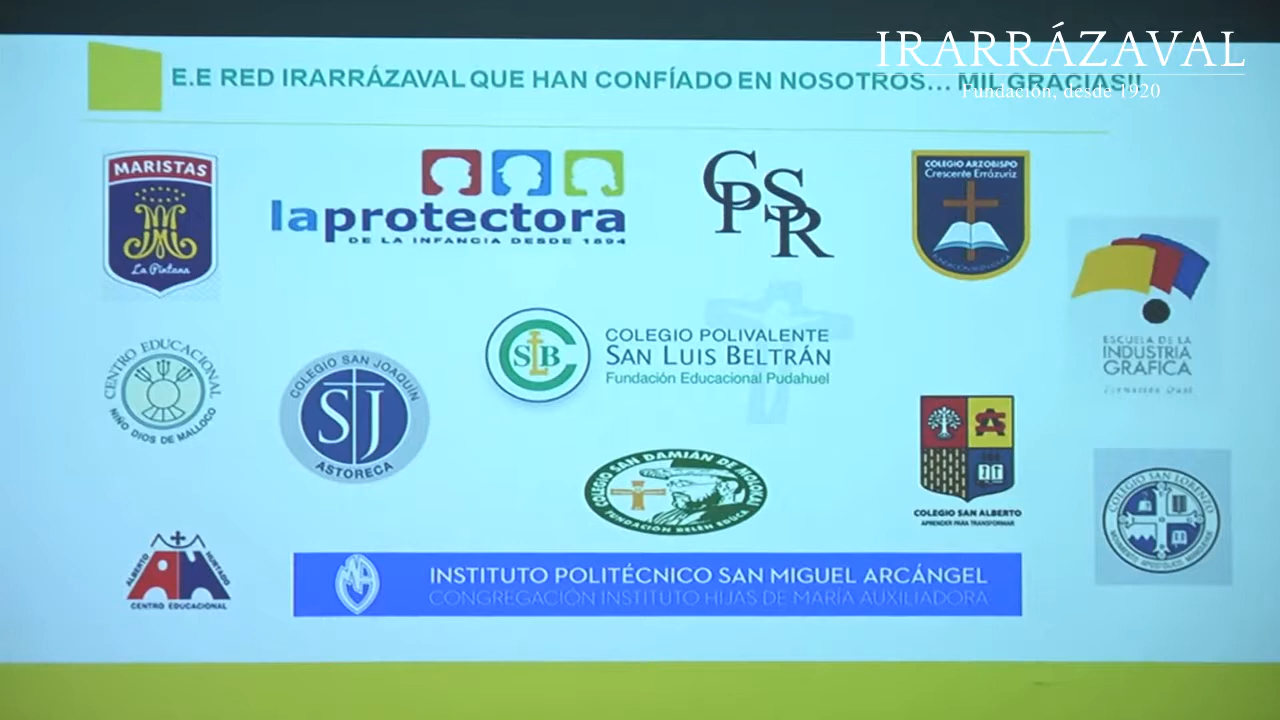 IRARRÁZAVAL
Fundación, desde 1920
E.E RED IRARRÁZAVAL QUE HAN CONFÍADO EN NOSOTROS... MIL GRACIAS!!
MARISTAS
La Pintana
laprotectora
DE LA INFANCIA DESDE 1894
CPSR
COLEGIO ARZOBISPO
Crescente Errázuriz
ESCUELA DE LA
INDUSTRIA
GRÁFICA
CENTRO EDUCACIONAL
NIÑO DIOS DE MALLOCO
COLEGIO SAN JOAQUÍN
SJ
ASTORECA
CSLB
COLEGIO POLIVALENTE
SAN LUIS BELTRÁN
Fundación Educacional Pudahuel
COLEGIO SAN DAMIÁN DE MOLOKAI
FUNDACIÓN BELÉN EDUCA
COLEGIO SAN ALBERTO
APRENDER PARA TRANSFORMAR
COLEGIO SAN LORENZO
ALBERTO HURTADO
CENTRO EDUCACIONAL
INSTITUTO POLITÉCNICO SAN MIGUEL ARCÁNGEL
CONGREGACIÓN INSTITUTO HIJAS DE MARÍA AUXILIADORA